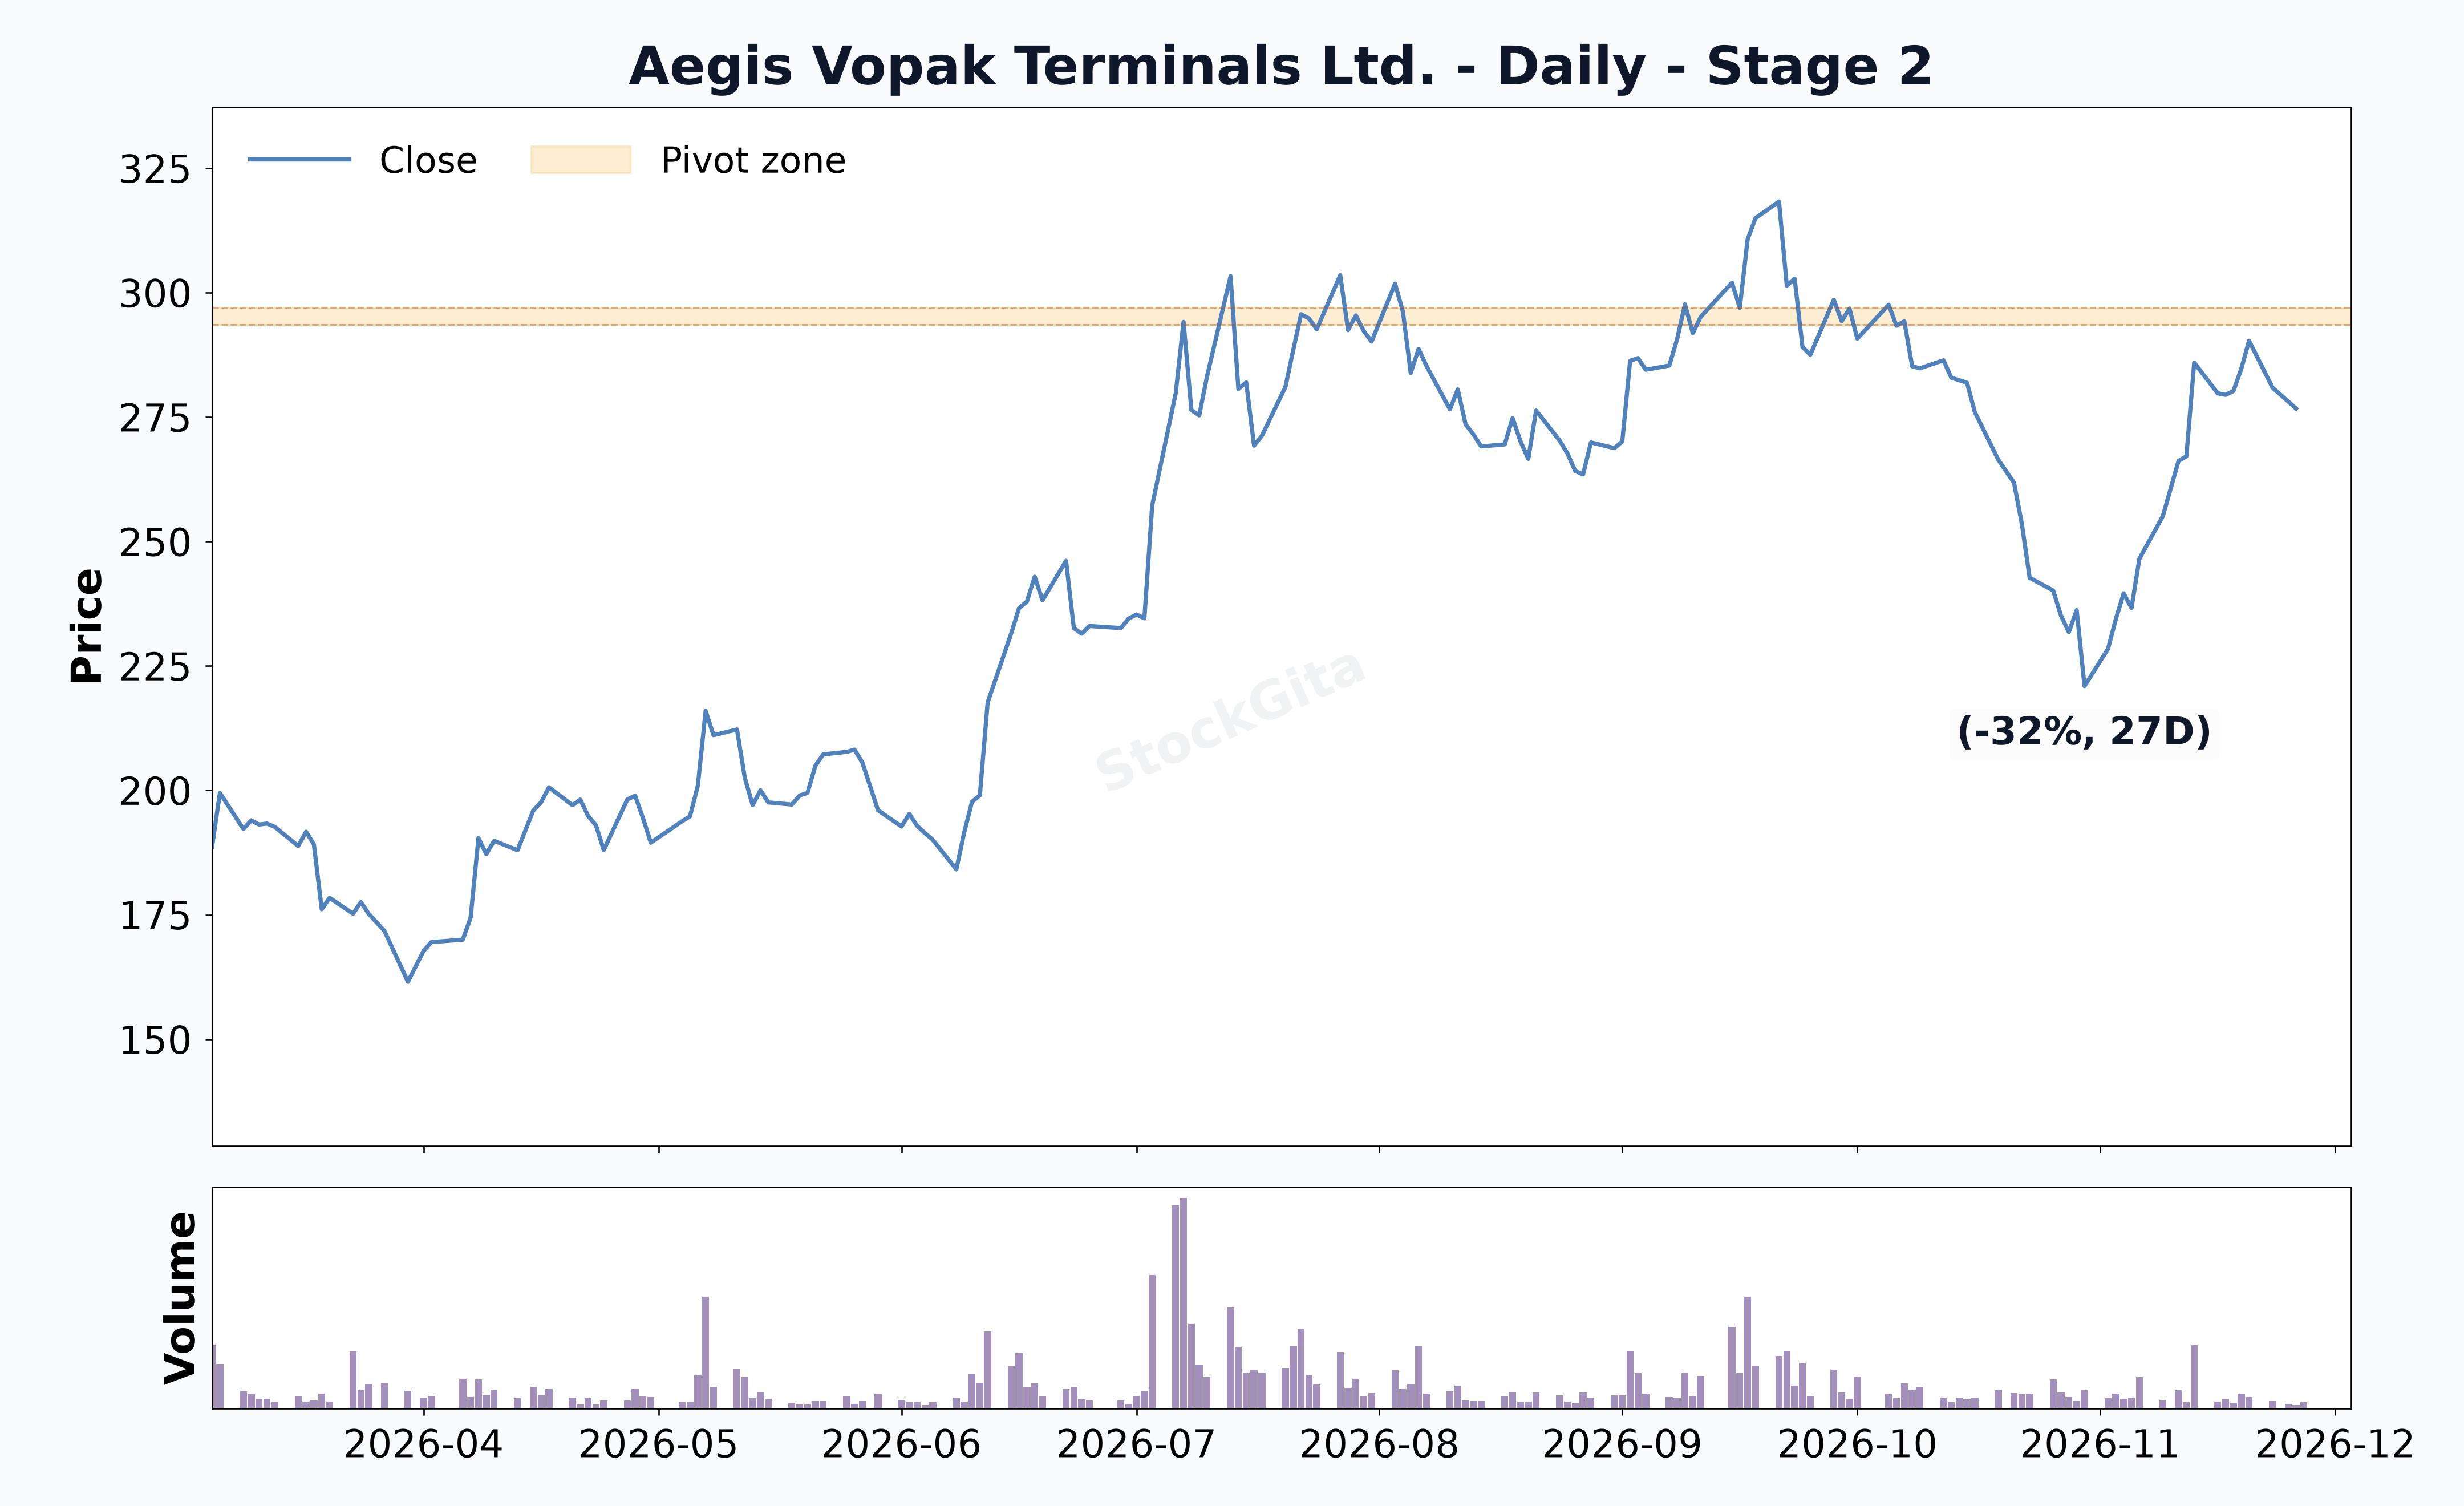 Aegis Vopak Terminals Ltd. - Daily - Stage 2
Close
Pivot zone
325
300
275
250
225
200
175
150
Price
StockGita
(-32%, 27D)
Volume
2026-04
2026-05
2026-06
2026-07
2026-08
2026-09
2026-10
2026-11
2026-12